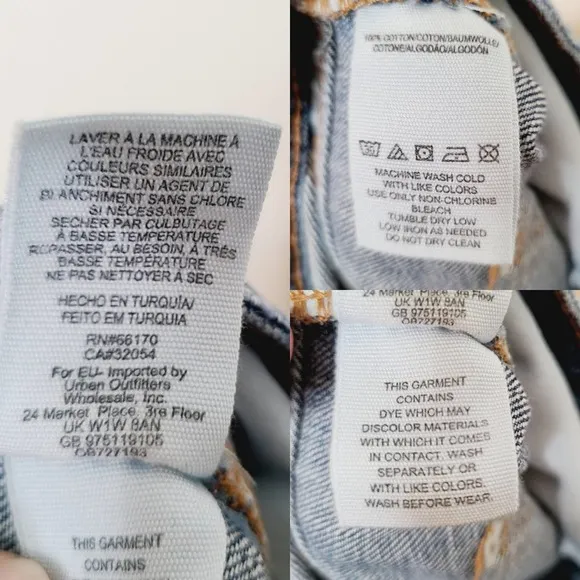 LAVER À LA MACHINE À
L'EAU FROIDE AVEC
COULEURS SIMILAIRES
UTILISER UN AGENT DE
BLANCHIMENT SANS CHLORE
SI NÉCESSAIRE
SECHER PAR CULBUTAGE
À BASSE TEMPÉRATURE
REPASSER, AU BESOIN, À TRÈS
BASSE TEMPÉRATURE
NE PAS NETTOYER À SEC
HECHO EN TURQUÍA/
FEITO EM TURQUIA
RN#66170
CA#32054
For EU- Imported by
Urban Outfitters
Wholesale, Inc.
24 Market Place, 3re Floor
UK W1W 8AN
GB 975119105
O9727193
THIS GARMENT
CONTAINS
100% COTTON/COTON/BAUMWOLLE/
COTONE/ALGODÃO/ALGODÓN
MACHINE WASH COLD
WITH LIKE COLORS
USE ONLY NON-CHLORINE
BLEACH
TUMBLE DRY LOW
LOW IRON AS NEEDED
DO NOT DRY CLEAN
24 Market Place, 3re Floor
UK W1W 8AN
GB 975119105
O9727193
THIS GARMENT
CONTAINS
DYE WHICH MAY
DISCOLOR MATERIALS
WITH WHICH IT COMES
IN CONTACT. WASH
SEPARATELY OR
WITH LIKE COLORS.
WASH BEFORE WEAR.